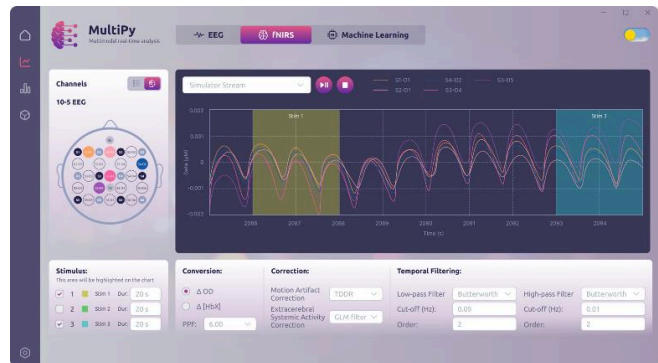 MultiPy
Multimodal real-time analysis
EEG
fNIRS
Machine Learning
Channels
10-5 EEG
Simulator Stream
S1-D1
S2-D1
S4-D2
S3-D4
S3-D5
0.003
0.001
0
-0.001
-0.003
Delta [μM]
Stim 1
Stim 3
2086
2087
2088
2089
2090
2091
2092
2093
2094
Time (s)
Stimulus:
This area will be highlighted on the chart
1 Stim 1 Dur: 20 s
2 Stim 2 Dur: 20 s
3 Stim 3 Dur: 20 s
Conversion:
Δ OD
Δ [HbX]
PPF: 6.00
Correction:
Motion Artifact
Correction
TDDR
Extracerebral
Systemic Activity
Correction
GLM filter
Temporal Filtering:
Low-pass Filter Butterworth
Cut-off (Hz): 0.09
Order: 2
High-pass Filter Butterworth
Cut-off (Hz): 0.01
Order: 2